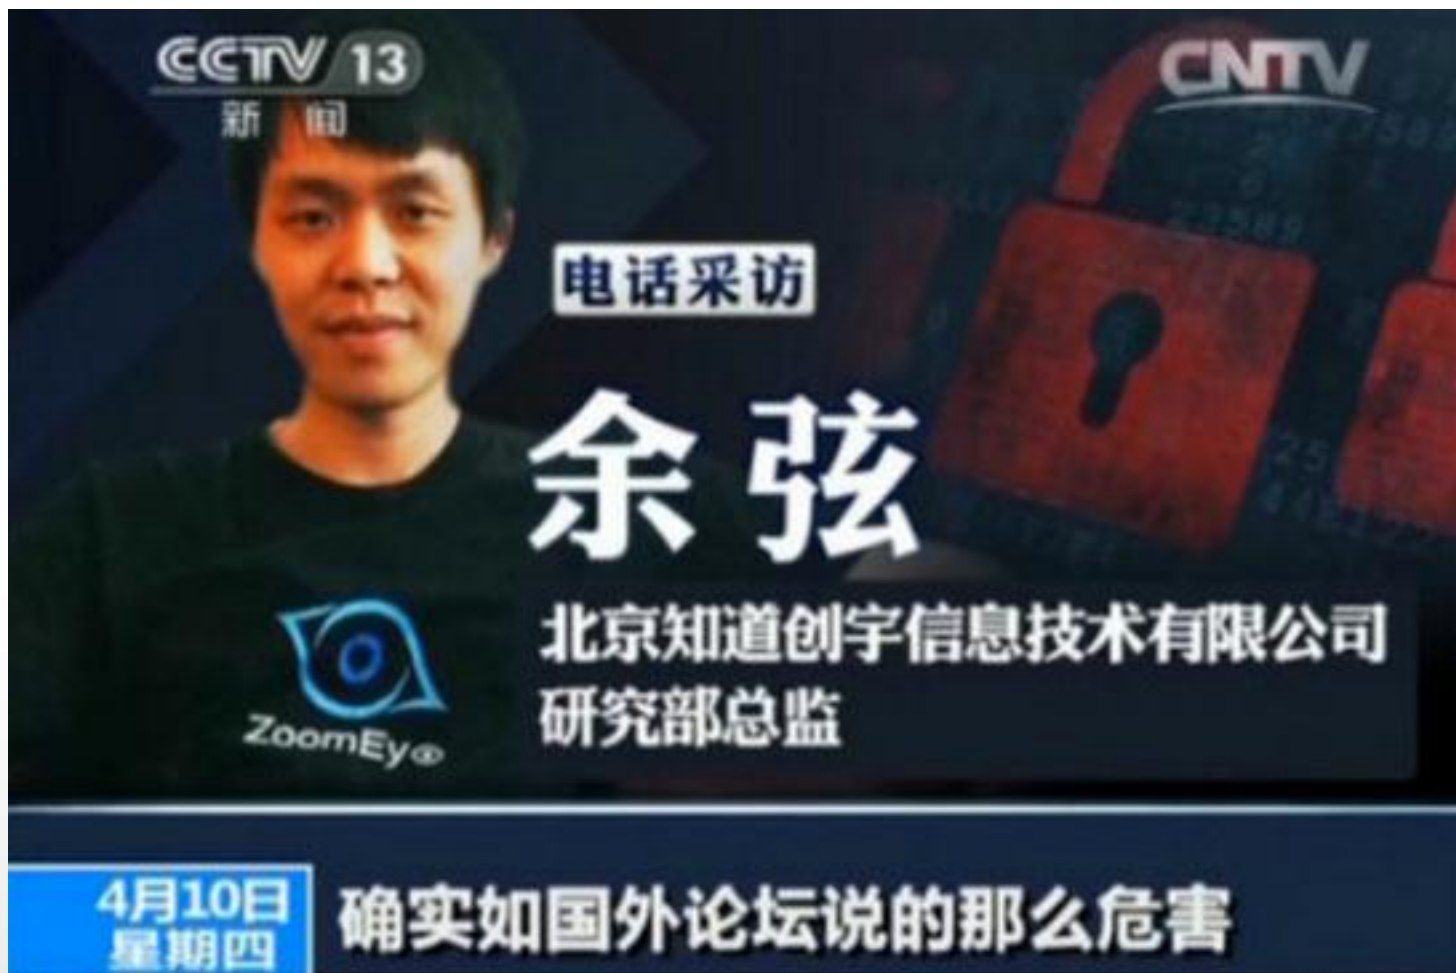 CCTV 13
新闻
CNTV
电话采访
余弦
北京知道创宇信息技术有限公司
研究部总监
ZoomEye
4月10日
星期四
确实如国外论坛说的那么危害